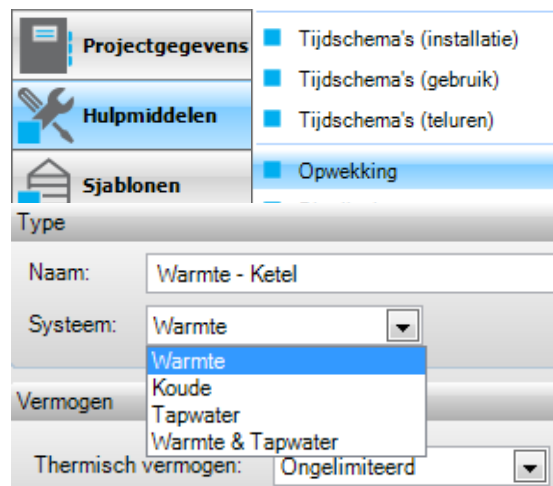 Projectgegevens
Hulpmiddelen
Sjablonen
Tijdschema's (installatie)
Tijdschema's (gebruik)
Tijdschema's (teluren)
Opwekking
Type
Naam: Warmte - Ketel
Systeem: Warmte
Warmte
Koude
Tapwater
Warmte & Tapwater
Vermogen
Thermisch vermogen: Ongelimiteerd